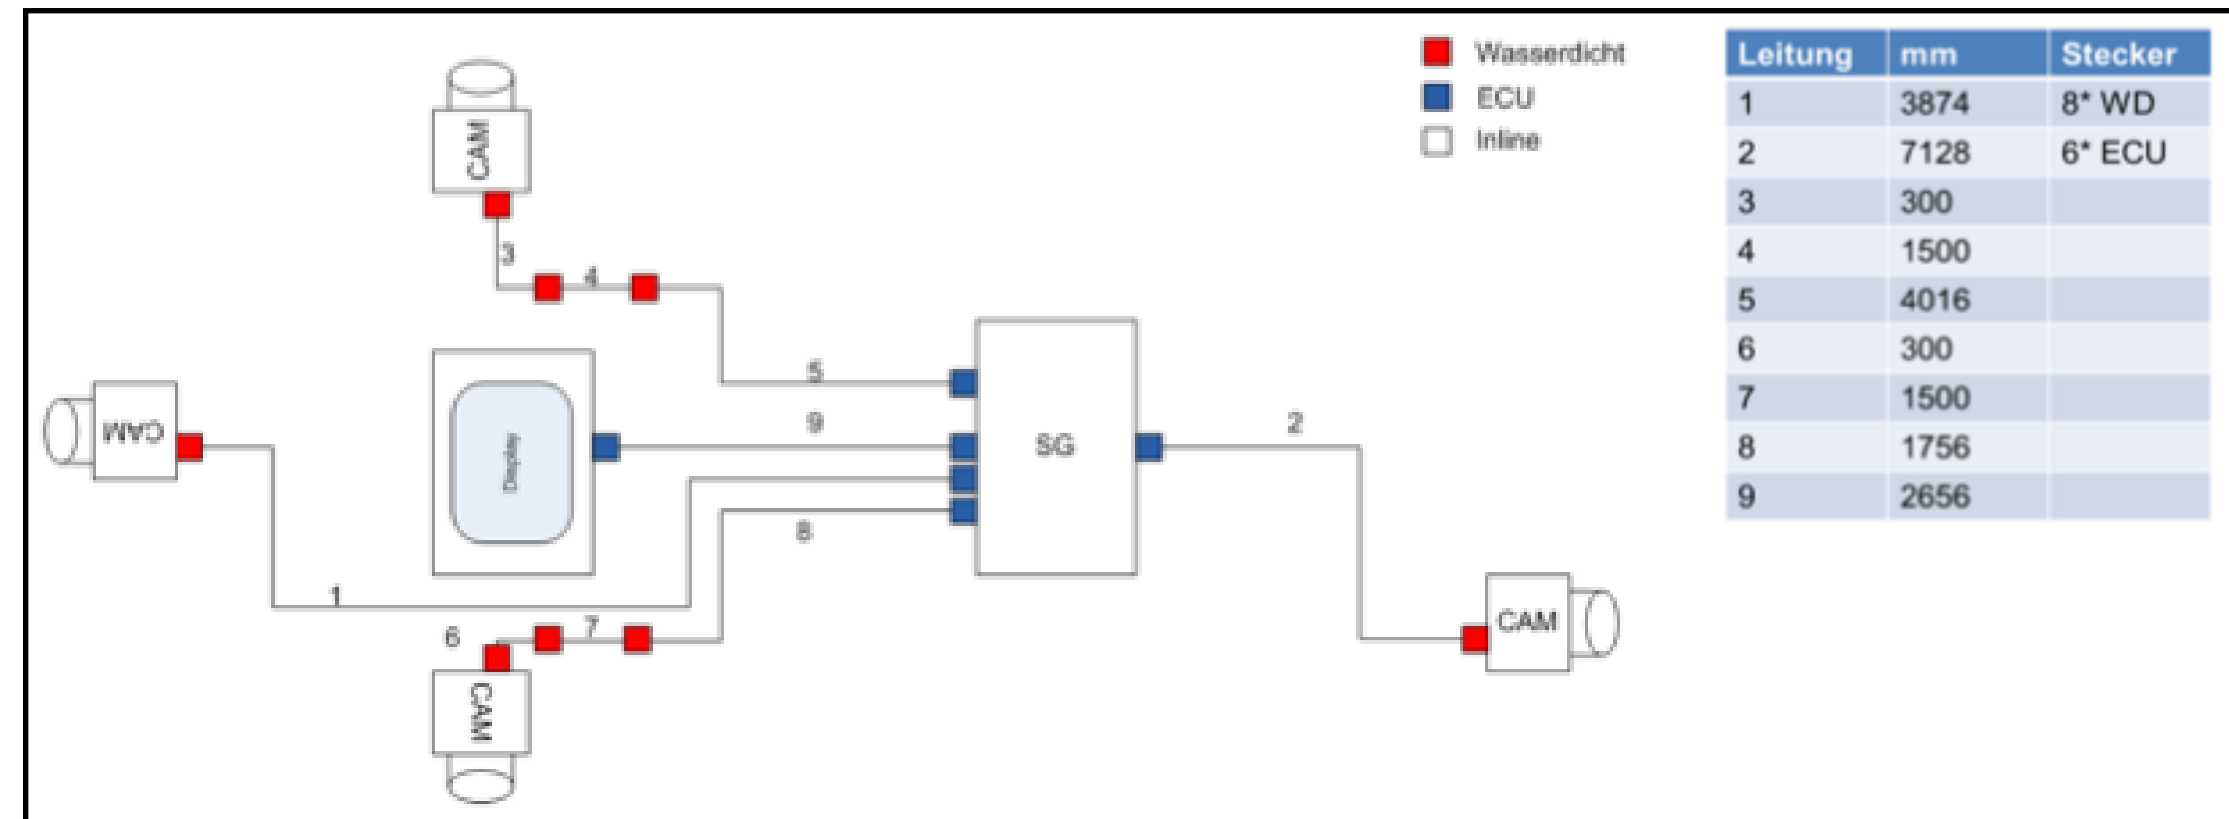 Wasserdicht
ECU
Inline
Leitung mm Stecker
1 3874 8* WD
2 7128 6* ECU
3 300
4 1500
5 4016
6 300
7 1500
8 1756
9 2656
CAM
3
4
5
CAM
Display
9
SG
2
8
1
6
7
CAM
CAM